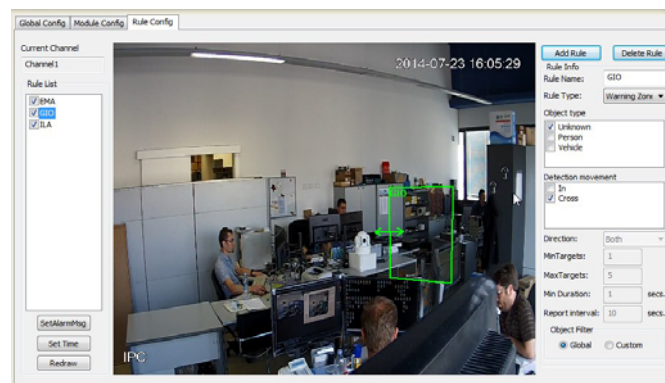 Global Config Module Config Rule Config
Current Channel
Channel1
Rule List
EMA
GIO
ILA
SetAlarmMsg
Set Time
Redraw
2014-07-23 16:05:29
GIO
IPC
Add Rule Delete Rule
Rule Info
Rule Name: GIO
Rule Type: Warning Zone
Object type
Unknown
Person
Vehicle
Detection movement
In
Cross
Direction: Both
MinTargets: 1
MaxTargets: 5
Min Duration: 1 secs.
Report interval: 10 secs.
Object Filter
Global Custom